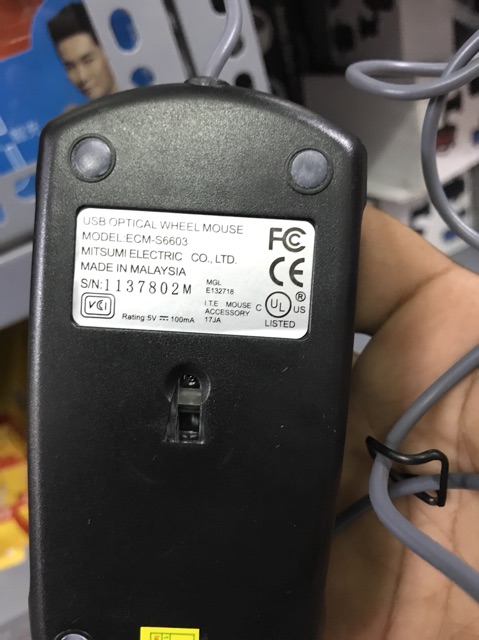 USB OPTICAL WHEEL MOUSE
MODEL:ECM-S6603
MITSUMI ELECTRIC CO., LTD.
MADE IN MALAYSIA
S/N:1137802M
MGL
E132718
FC
CE
VCI
Rating:5V ⎓ 100mA
I.T.E MOUSE
ACCESSORY
17JA
C UL US ®
LISTED